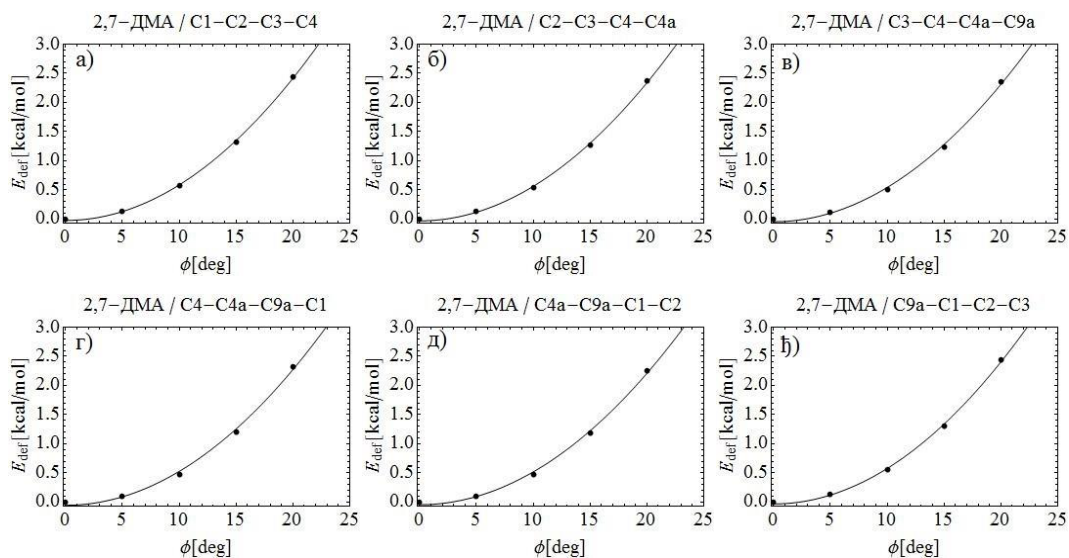 2,7-ДМА / C1-C2-C3-C4
а)
3.0
2.5
2.0
1.5
1.0
0.5
0.0
E_def [kcal/mol]
0 5 10 15 20 25
ϕ[deg]
2,7-ДМА / C2-C3-C4-C4a
б)
3.0
2.5
2.0
1.5
1.0
0.5
0.0
E_def [kcal/mol]
0 5 10 15 20 25
ϕ[deg]
2,7-ДМА / C3-C4-C4a-C9a
в)
3.0
2.5
2.0
1.5
1.0
0.5
0.0
E_def [kcal/mol]
0 5 10 15 20 25
ϕ[deg]
2,7-ДМА / C4-C4a-C9a-C1
г)
3.0
2.5
2.0
1.5
1.0
0.5
0.0
E_def [kcal/mol]
0 5 10 15 20 25
ϕ[deg]
2,7-ДМА / C4a-C9a-C1-C2
д)
3.0
2.5
2.0
1.5
1.0
0.5
0.0
E_def [kcal/mol]
0 5 10 15 20 25
ϕ[deg]
2,7-ДМА / C9a-C1-C2-C3
ђ)
3.0
2.5
2.0
1.5
1.0
0.5
0.0
E_def [kcal/mol]
0 5 10 15 20 25
ϕ[deg]